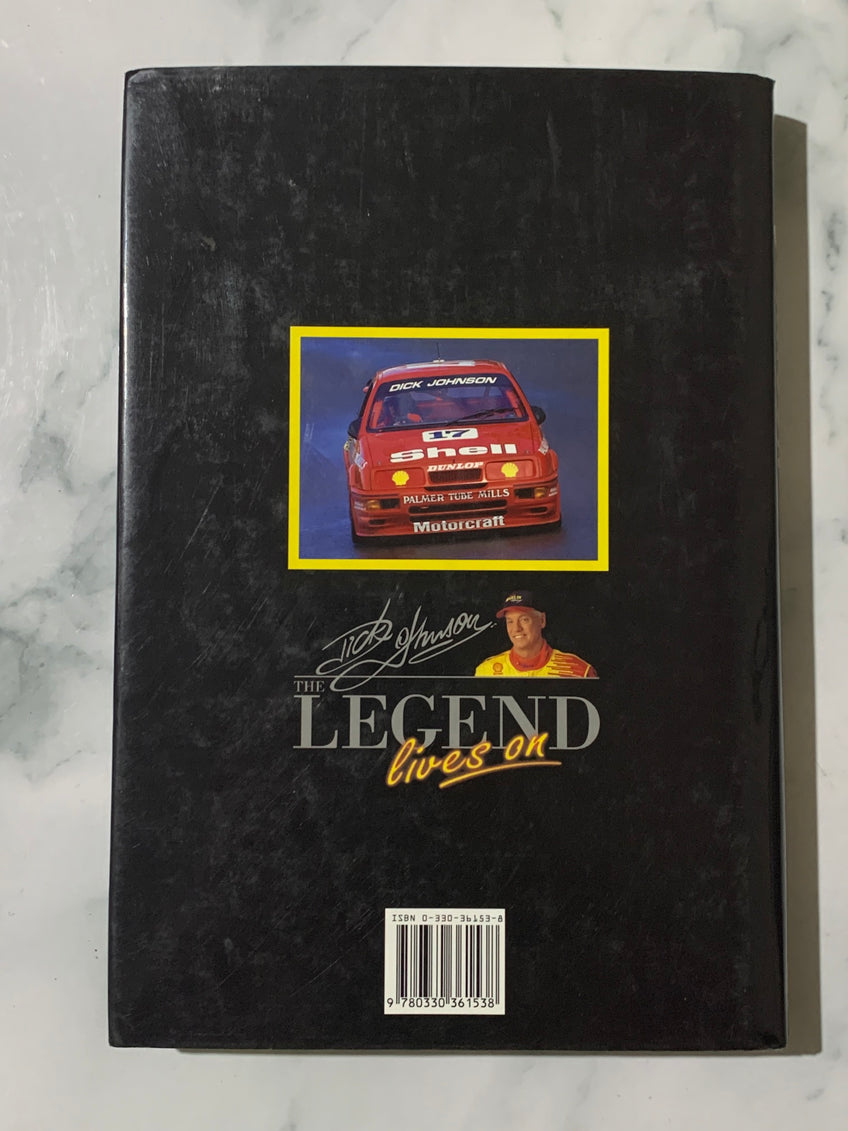 DICK JOHNSON
17
Shell
DUNLOP
PALMER TUBE MILLS
Motorcraft
Dick Johnson
THE
LEGEND
lives on
ISBN 0-330-36153-8
9 780330 361538